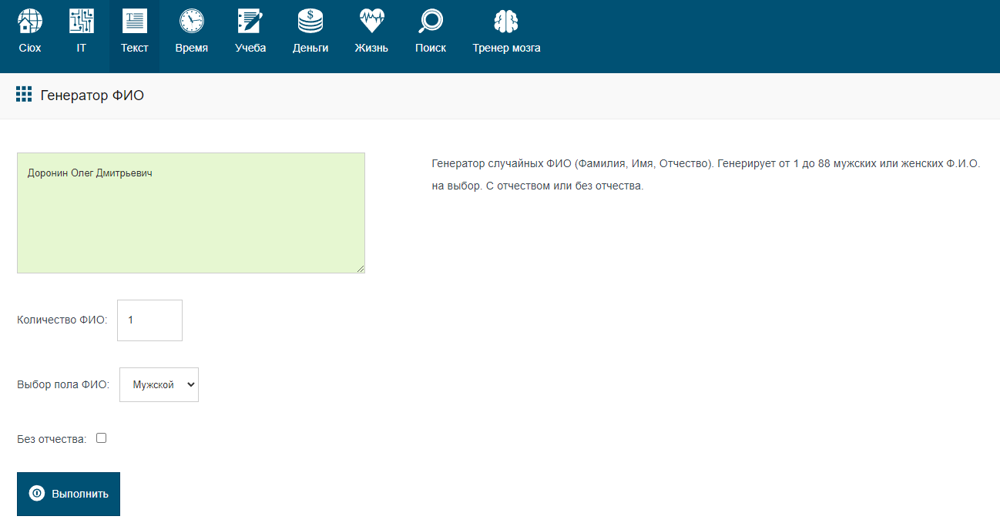 Ciox
IT
Текст
Время
Учеба
Деньги
Жизнь
Поиск
Тренер мозга
Генератор ФИО
Доронин Олег Дмитрьевич
Генератор случайных ФИО (Фамилия, Имя, Отчество). Генерирует от 1 до 88 мужских или женских Ф.И.О.
на выбор. С отчеством или без отчества.
Количество ФИО: 1
Выбор пола ФИО: Мужской
Без отчества:
Выполнить